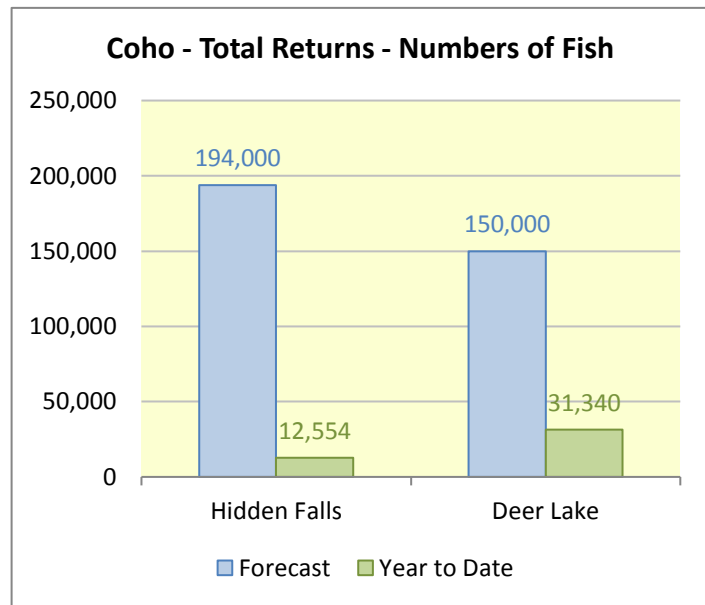 Coho - Total Returns - Numbers of Fish
250,000
200,000
150,000
100,000
50,000
0
194,000
12,554
150,000
31,340
Hidden Falls
Deer Lake
Forecast
Year to Date